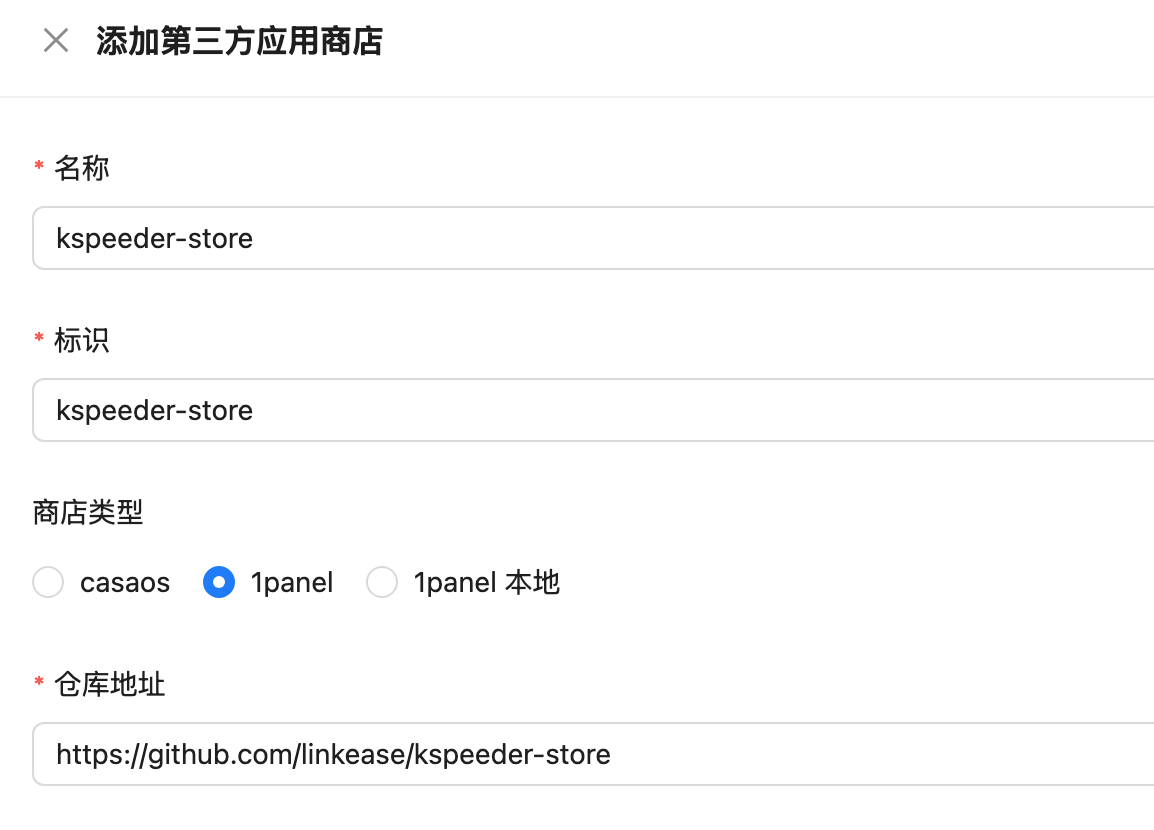 添加第三方应用商店
* 名称
kspeeder-store
* 标识
kspeeder-store
商店类型
casaos 1panel 1panel 本地
* 仓库地址
https://github.com/linkease/kspeeder-store